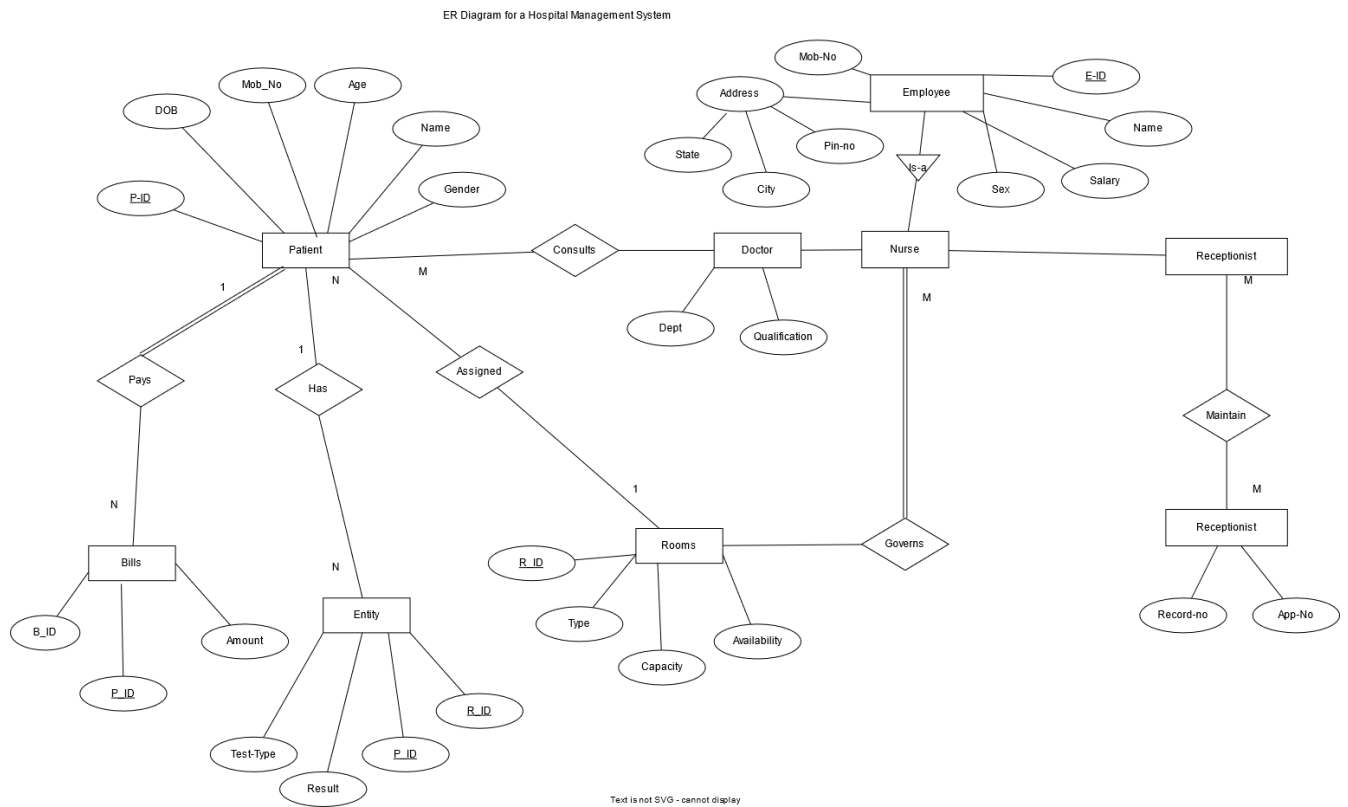 ER Diagram for a Hospital Management System
Mob-No
E-ID
Mob_No
Age
Address
Employee
DOB
Name
Name
State
Pin-no
Is-a
P-ID
Gender
City
Sex
Salary
Patient
Consults
Doctor
Nurse
Receptionist
M
N
1
M
M
Dept
Qualification
1
Pays
Has
Assigned
Maintain
N
1
M
Receptionist
Bills
Rooms
Governs
N
R_ID
Entity
Type
Record-no
App-No
B_ID
Amount
Availability
Capacity
P_ID
R_ID
Test-Type
P_ID
Result
Text is not SVG - cannot display